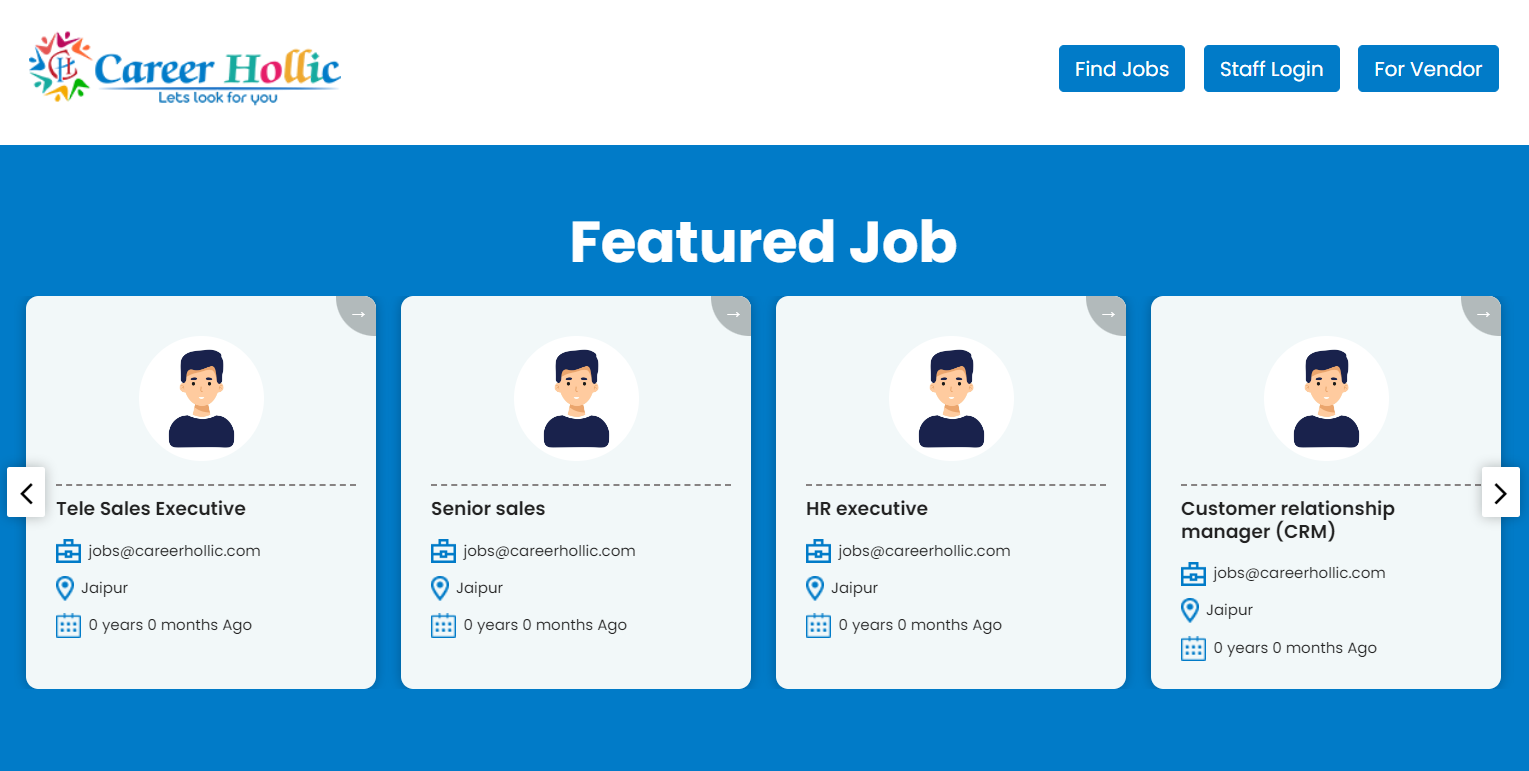 Career Hollic
Lets look for you
Find Jobs
Staff Login
For Vendor
Featured Job
→
→
→
→
Tele Sales Executive
jobs@careerhollic.com
Jaipur
0 years 0 months Ago
Senior sales
jobs@careerhollic.com
Jaipur
0 years 0 months Ago
HR executive
jobs@careerhollic.com
Jaipur
0 years 0 months Ago
Customer relationship
manager (CRM)
jobs@careerhollic.com
Jaipur
0 years 0 months Ago